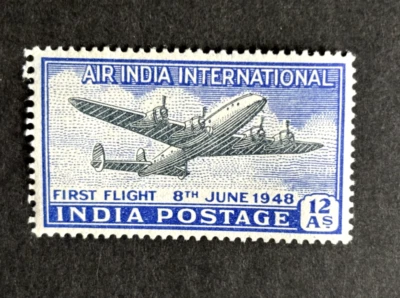 AIR INDIA INTERNATIONAL
FIRST FLIGHT 8TH JUNE 1948
INDIA POSTAGE 12 AS